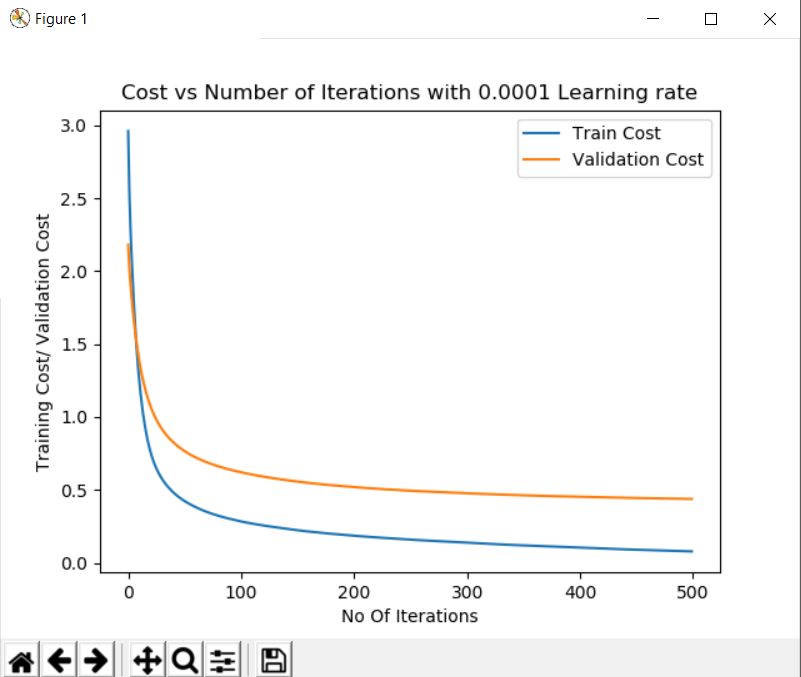 Figure 1
Cost vs Number of Iterations with 0.0001 Learning rate
Train Cost
Validation Cost
Training Cost/ Validation Cost
3.0
2.5
2.0
1.5
1.0
0.5
0.0
0 100 200 300 400 500
No Of Iterations